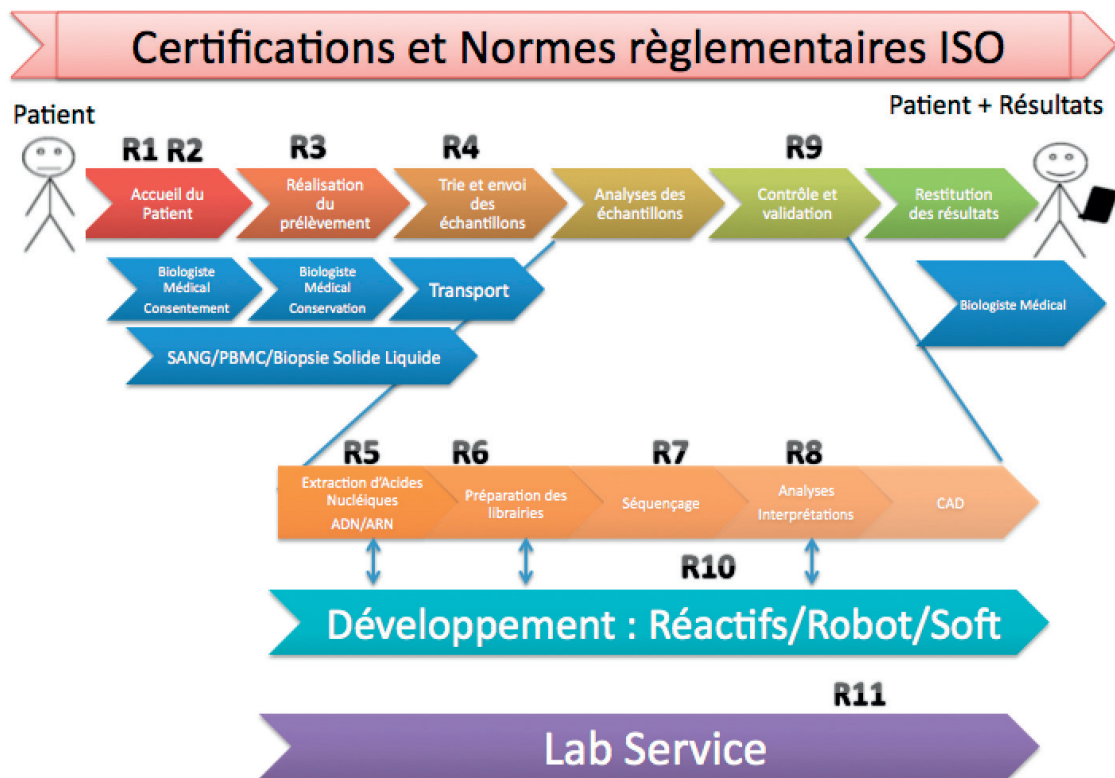 Certifications et Normes règlementaires ISO
Patient
Patient + Résultats
R1 R2
R3
R4
R9
Accueil du
Patient
Réalisation
du
prélèvement
Trie et envoi
des
échantillons
Analyses des
échantillons
Contrôle et
validation
Restitution
des résultats
Biologiste
Médical
Consentement
Biologiste
Médical
Conservation
Transport
Biologiste Médical
SANG/PBMC/Biopsie Solide Liquide
R5
R6
R7
R8
Extraction d'Acides
Nucléiques
ADN/ARN
Préparation des
librairies
Séquençage
Analyses
Interprétations
CAD
R10
Développement : Réactifs/Robot/Soft
R11
Lab Service